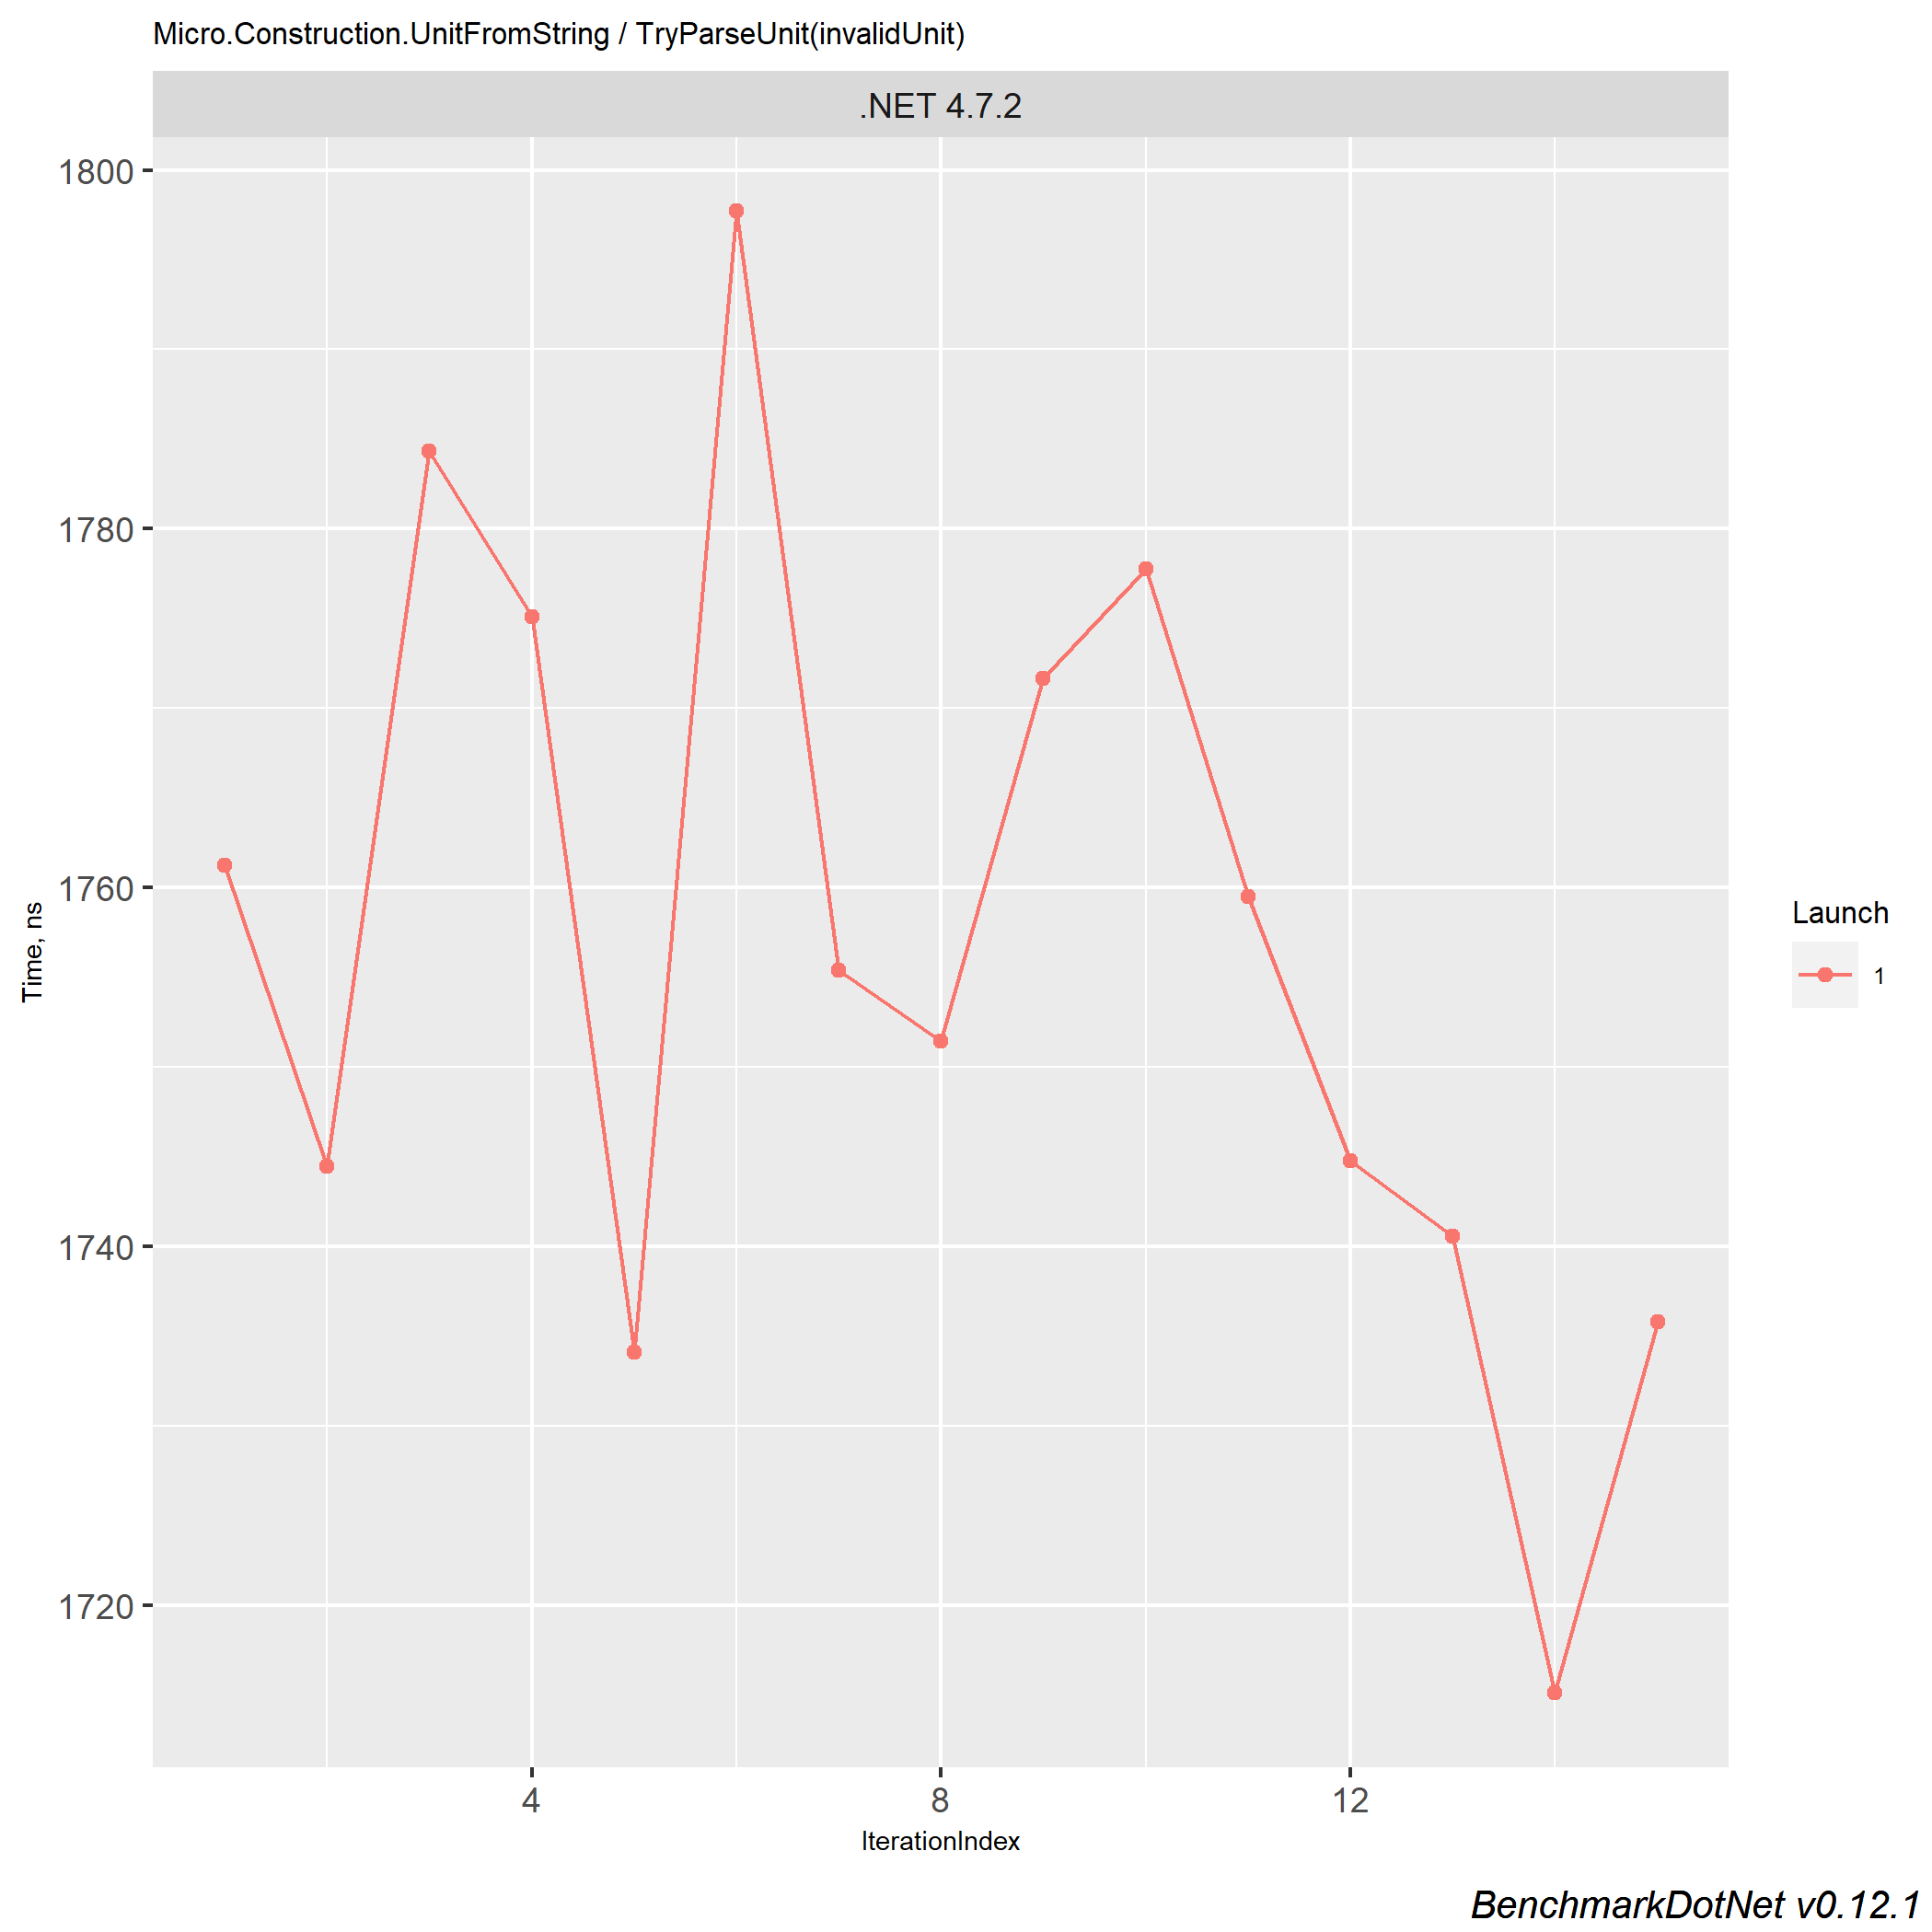 Micro.Construction.UnitFromString / TryParseUnit(invalidUnit)
.NET 4.7.2
1800
1780
1760
1740
1720
Time, ns
4 8 12
IterationIndex
Launch
1
BenchmarkDotNet v0.12.1